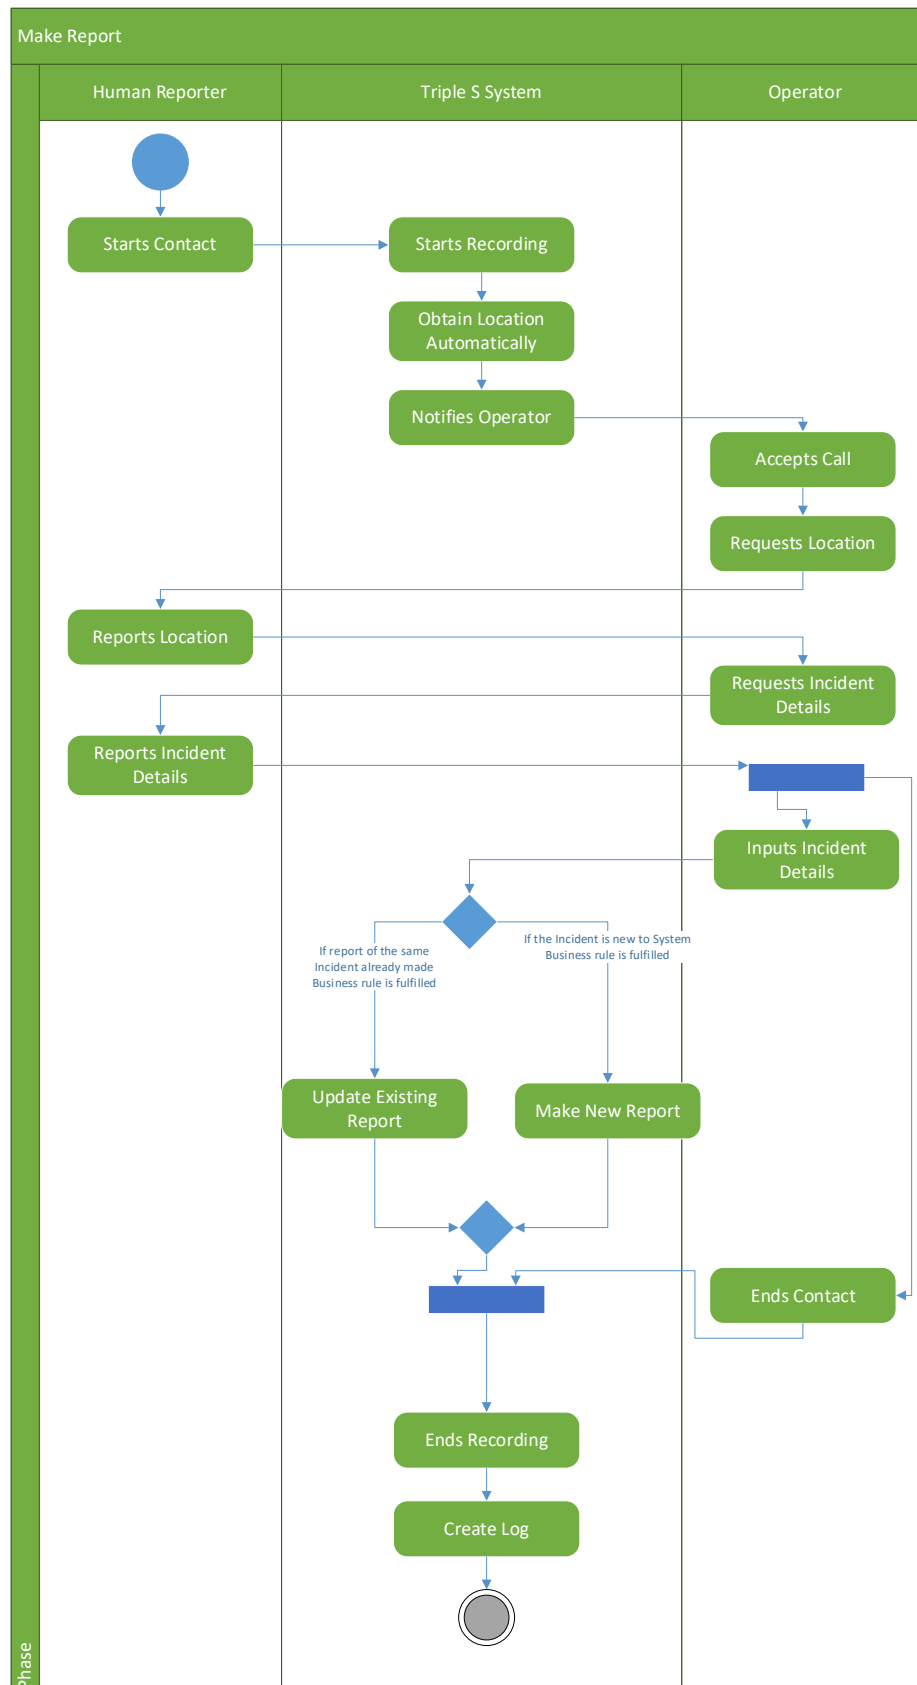 Make Report
Human Reporter
Triple S System
Operator
Starts Contact
Starts Recording
Obtain Location
Automatically
Notifies Operator
Accepts Call
Requests Location
Reports Location
Requests Incident
Details
Reports Incident
Details
Inputs Incident
Details
If report of the same
Incident already made
Business rule is fulfilled
If the Incident is new to System
Business rule is fulfilled
Update Existing
Report
Make New Report
Ends Contact
Ends Recording
Create Log
Phase